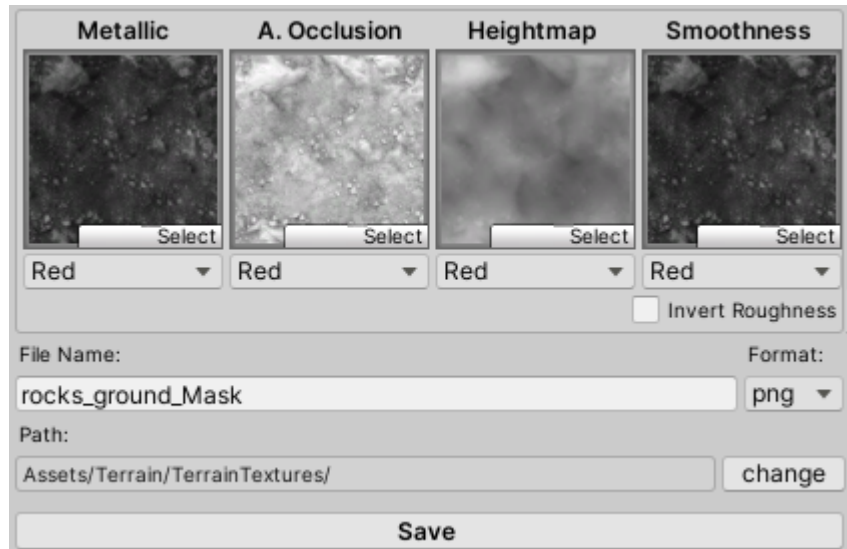 Metallic A. Occlusion Heightmap Smoothness
Select Select Select Select
Red Red Red Red
Invert Roughness
File Name: Format:
rocks_ground_Mask png
Path:
Assets/Terrain/TerrainTextures/ change
Save